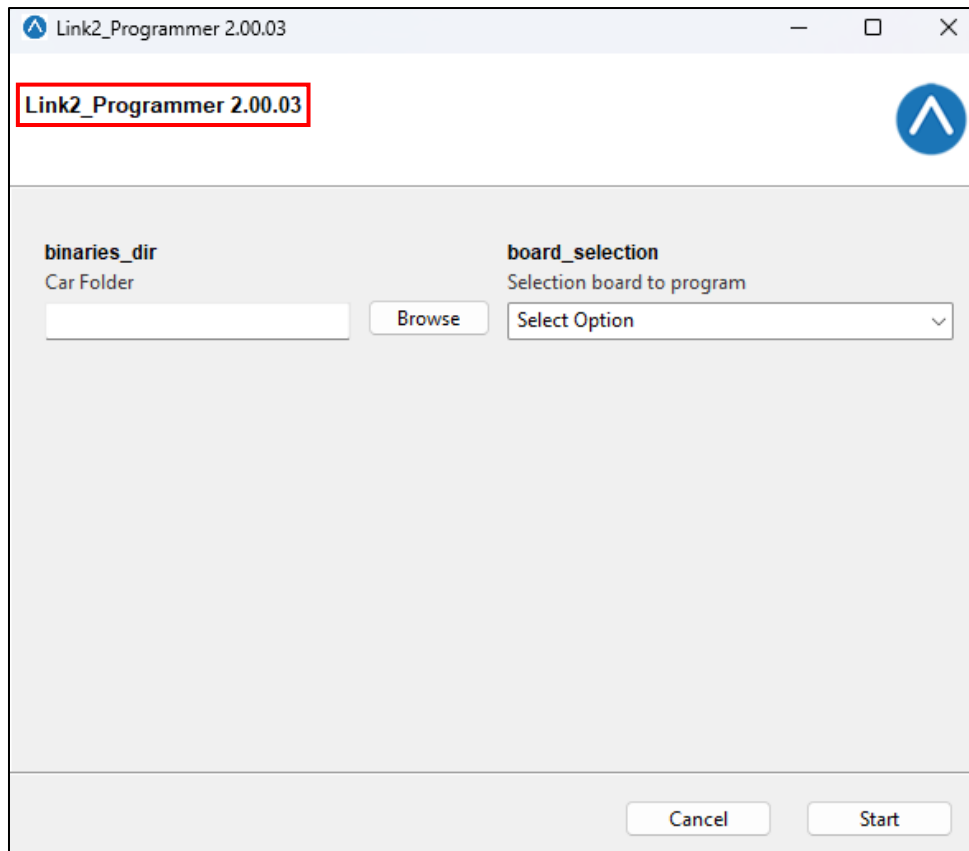 Link2_Programmer 2.00.03
Link2_Programmer 2.00.03
binaries_dir
Car Folder
Browse
board_selection
Selection board to program
Select Option
Cancel
Start